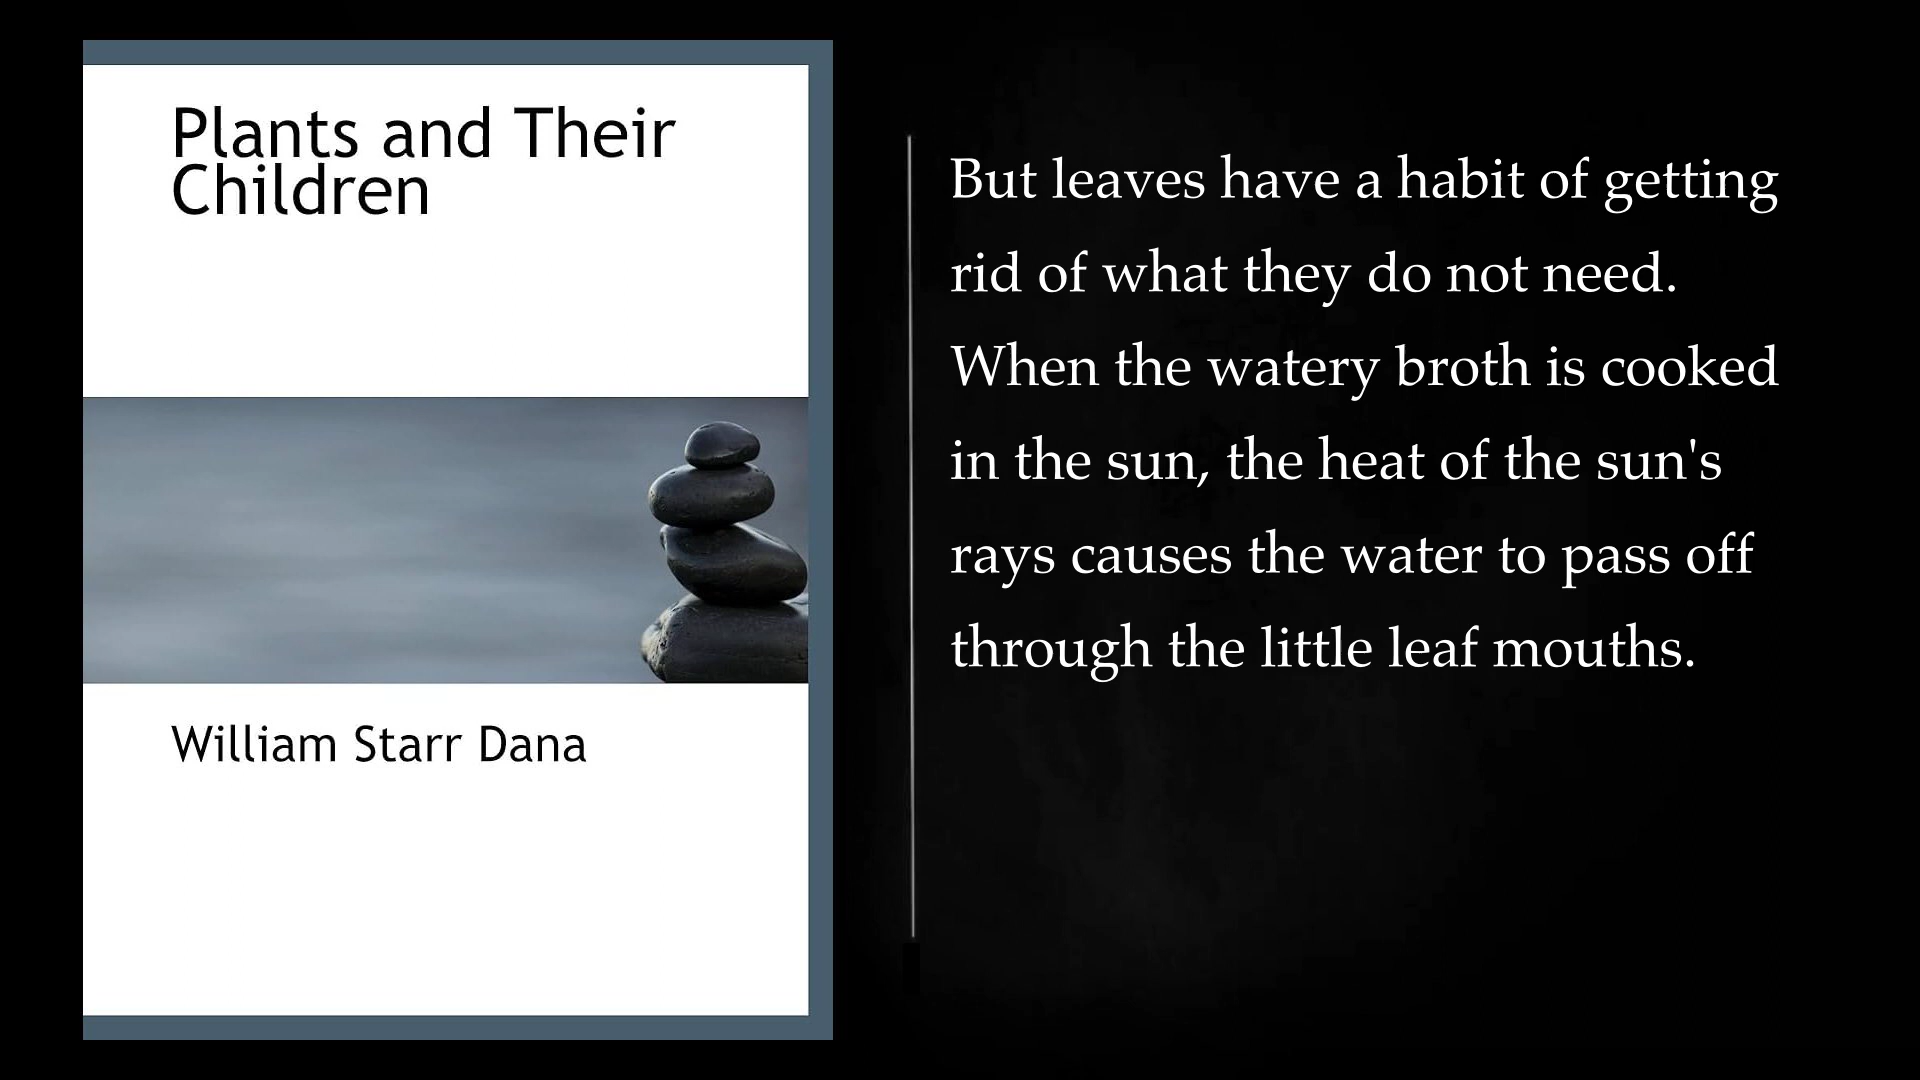 Plants and Their
Children
William Starr Dana
But leaves have a habit of getting
rid of what they do not need.
When the watery broth is cooked
in the sun, the heat of the sun's
rays causes the water to pass off
through the little leaf mouths.